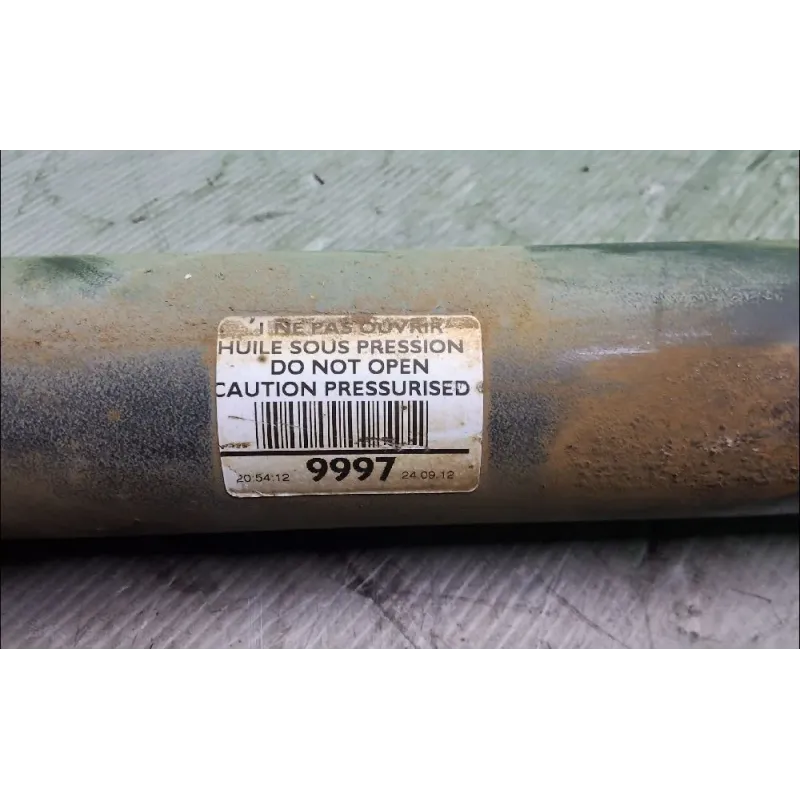 NE PAS OUVRIR
HUILE SOUS PRESSION
DO NOT OPEN
CAUTION PRESSURISED
20:54:12 9997 24.09.12